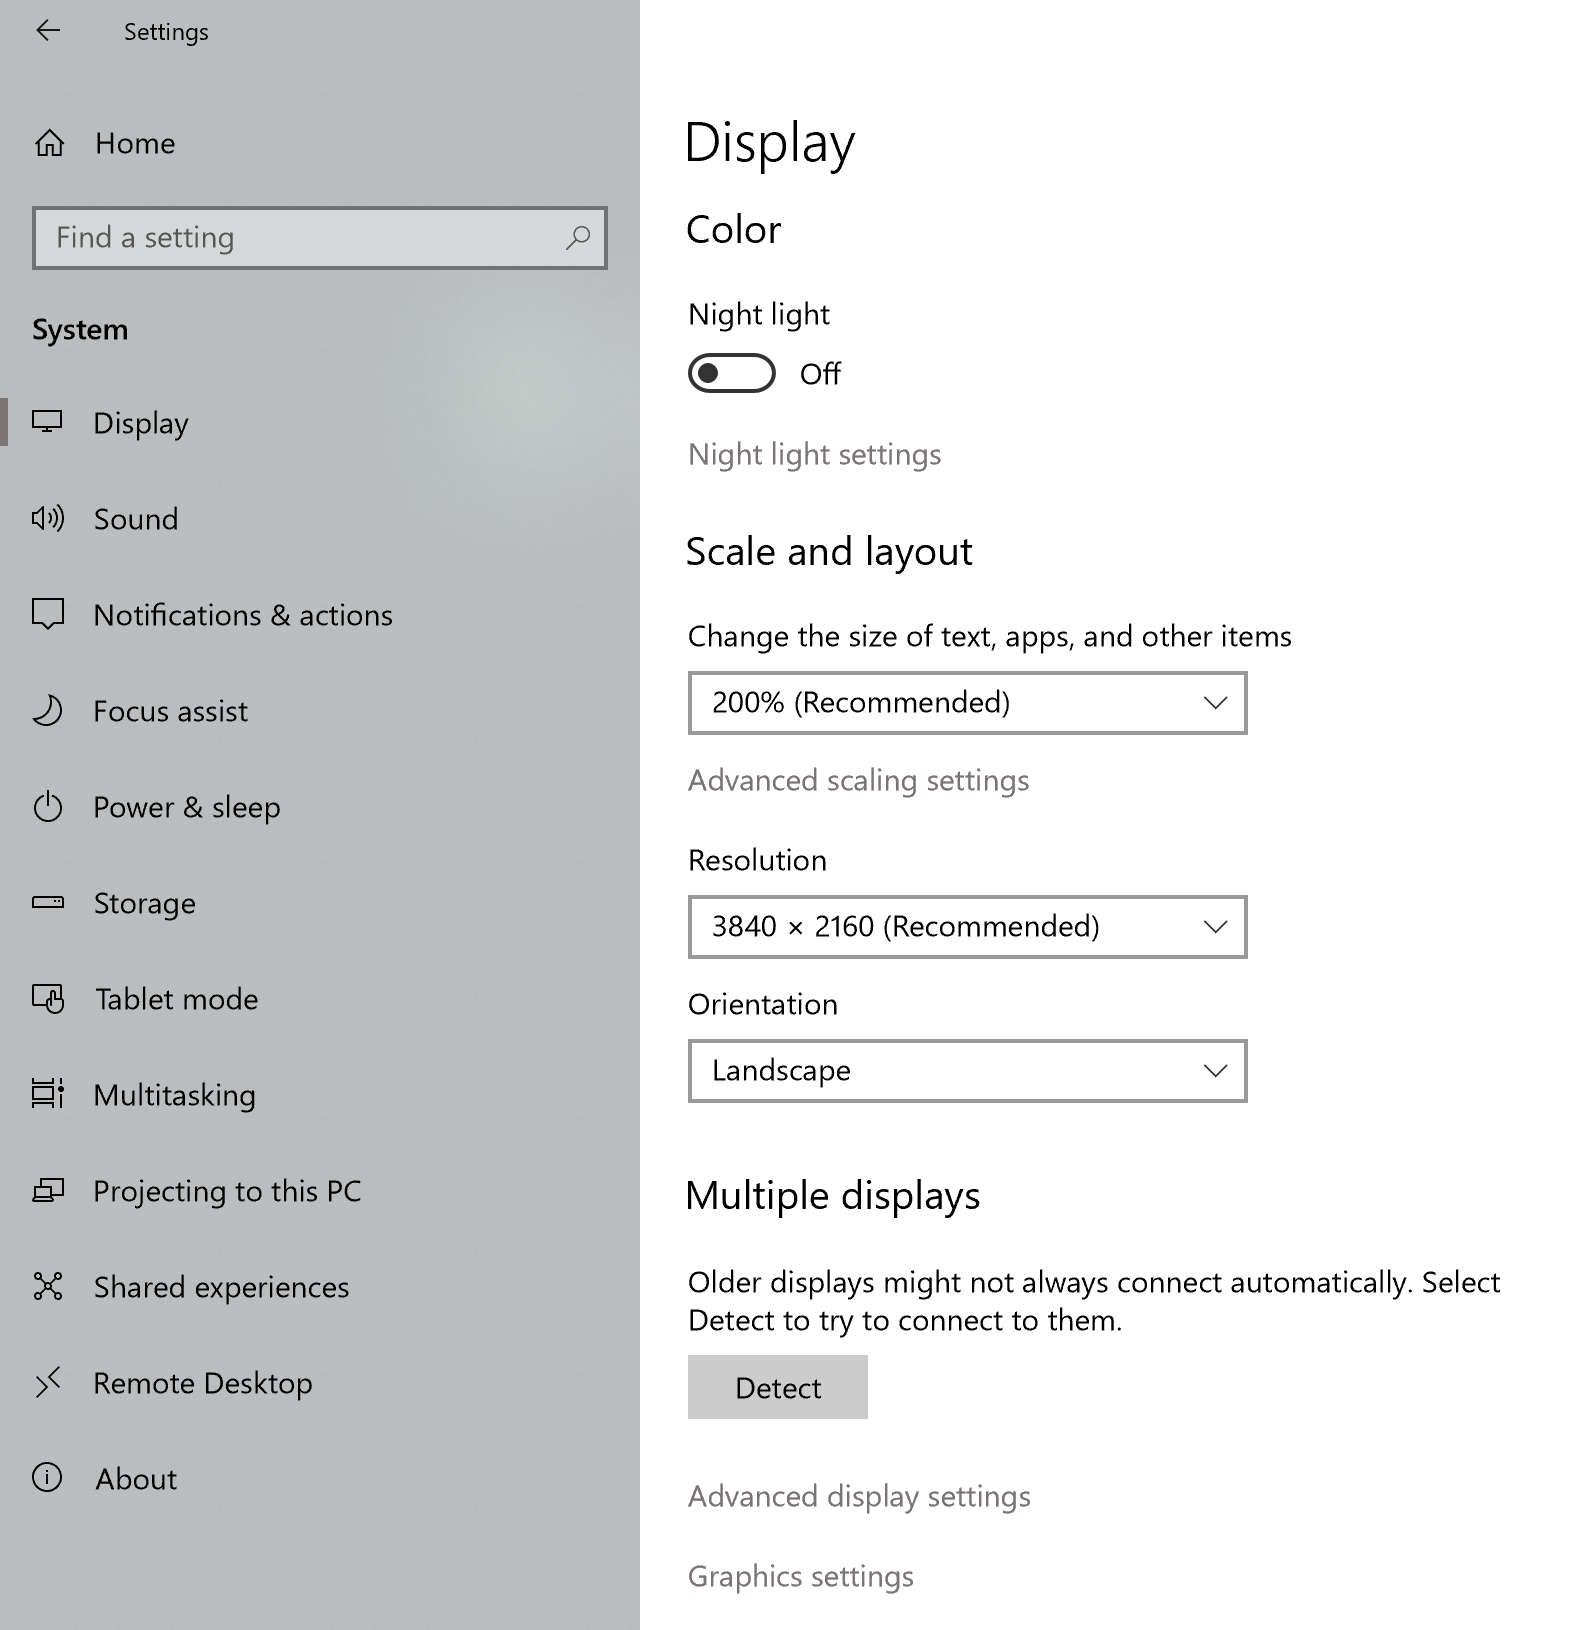 Settings
Home
Find a setting
System
Display
Sound
Notifications & actions
Focus assist
Power & sleep
Storage
Tablet mode
Multitasking
Projecting to this PC
Shared experiences
Remote Desktop
About
Display
Color
Night light
Off
Night light settings
Scale and layout
Change the size of text, apps, and other items
200% (Recommended)
Advanced scaling settings
Resolution
3840 × 2160 (Recommended)
Orientation
Landscape
Multiple displays
Older displays might not always connect automatically. Select
Detect to try to connect to them.
Detect
Advanced display settings
Graphics settings